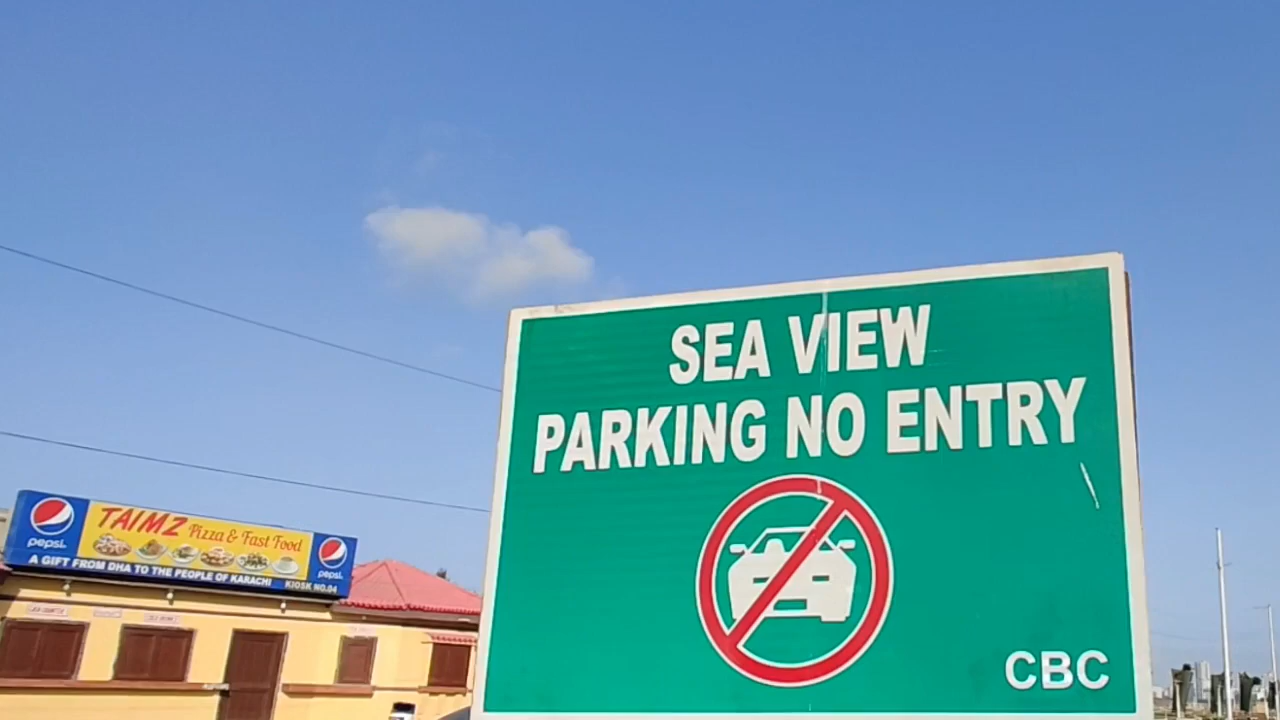 SEA VIEW
PARKING NO ENTRY
CBC
pepsi.
TAIMZ Pizza & Fast Food
pepsi.
A GIFT FROM DHA TO THE PEOPLE OF KARACHI
KIOSK NO.04